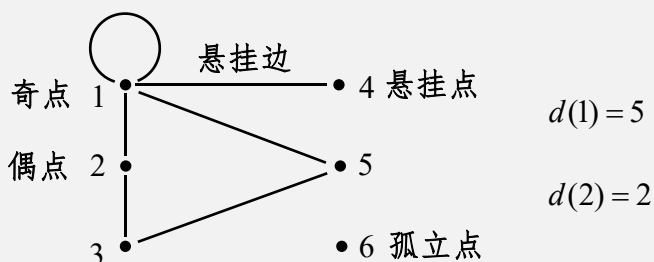 悬挂边
奇点 1
4 悬挂点
d(1) = 5
偶点 2
5
d(2) = 2
3
6 孤立点